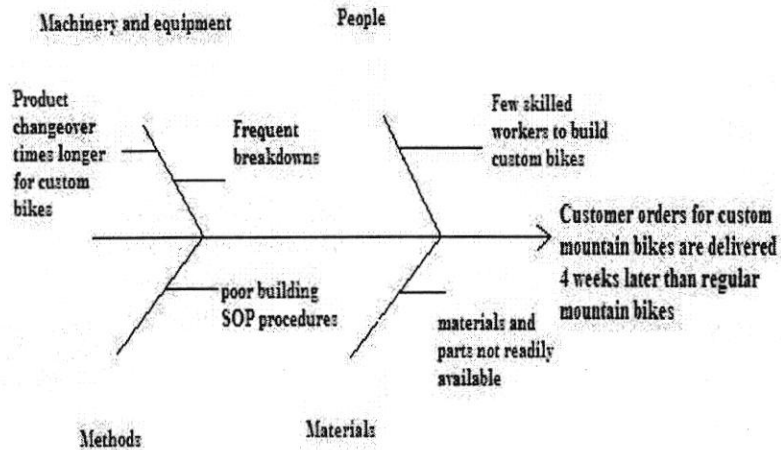 Machinery and equipment
People
Product
changeover
times longer
for custom
bikes
Frequent
breakdowns
Few skilled
workers to build
custom bikes
Customer orders for custom
mountain bikes are delivered
4 weeks later than regular
mountain bikes
poor building
SOP procedures
materials and
parts not readily
available
Methods
Materials